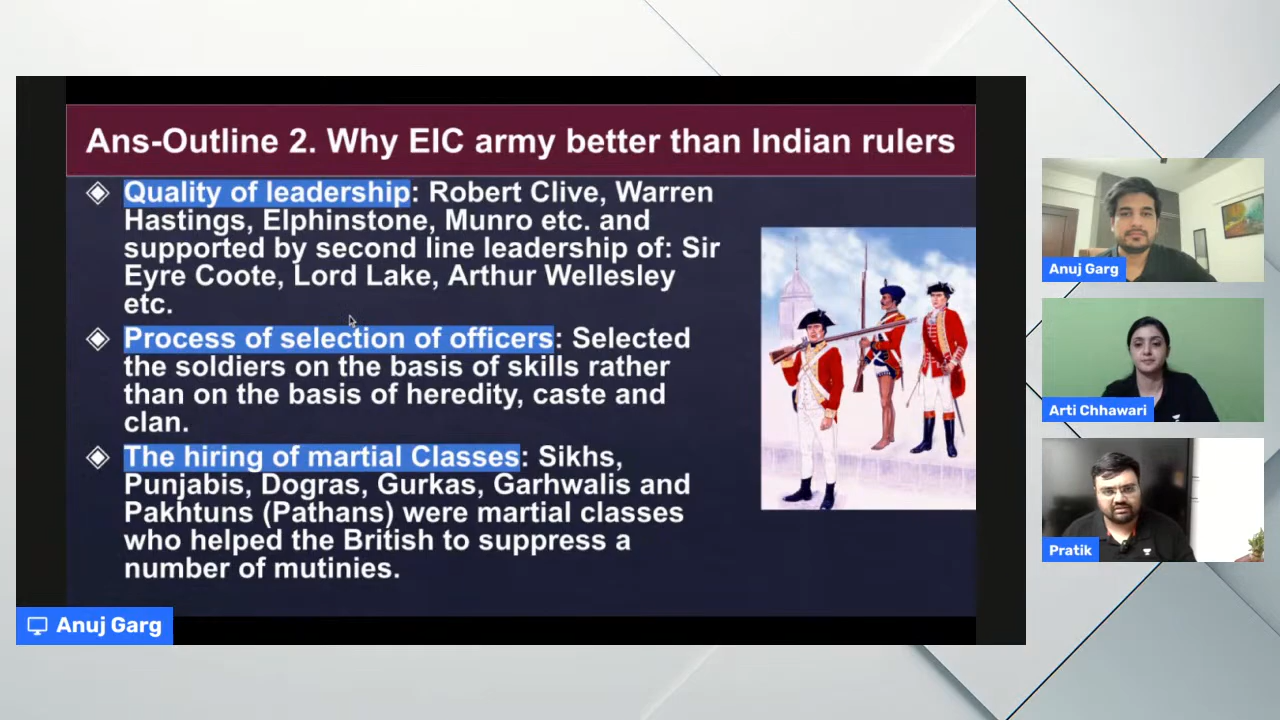 Ans-Outline 2. Why EIC army better than Indian rulers
Quality of leadership: Robert Clive, Warren
Hastings, Elphinstone, Munro etc. and
supported by second line leadership of: Sir
Eyre Coote, Lord Lake, Arthur Wellesley
etc.
Process of selection of officers: Selected
the soldiers on the basis of skills rather
than on the basis of heredity, caste and
clan.
The hiring of martial Classes: Sikhs,
Punjabis, Dogras, Gurkas, Garhwalis and
Pakhtuns (Pathans) were martial classes
who helped the British to suppress a
number of mutinies.
Anuj Garg
Anuj Garg
Arti Chhawari
Pratik